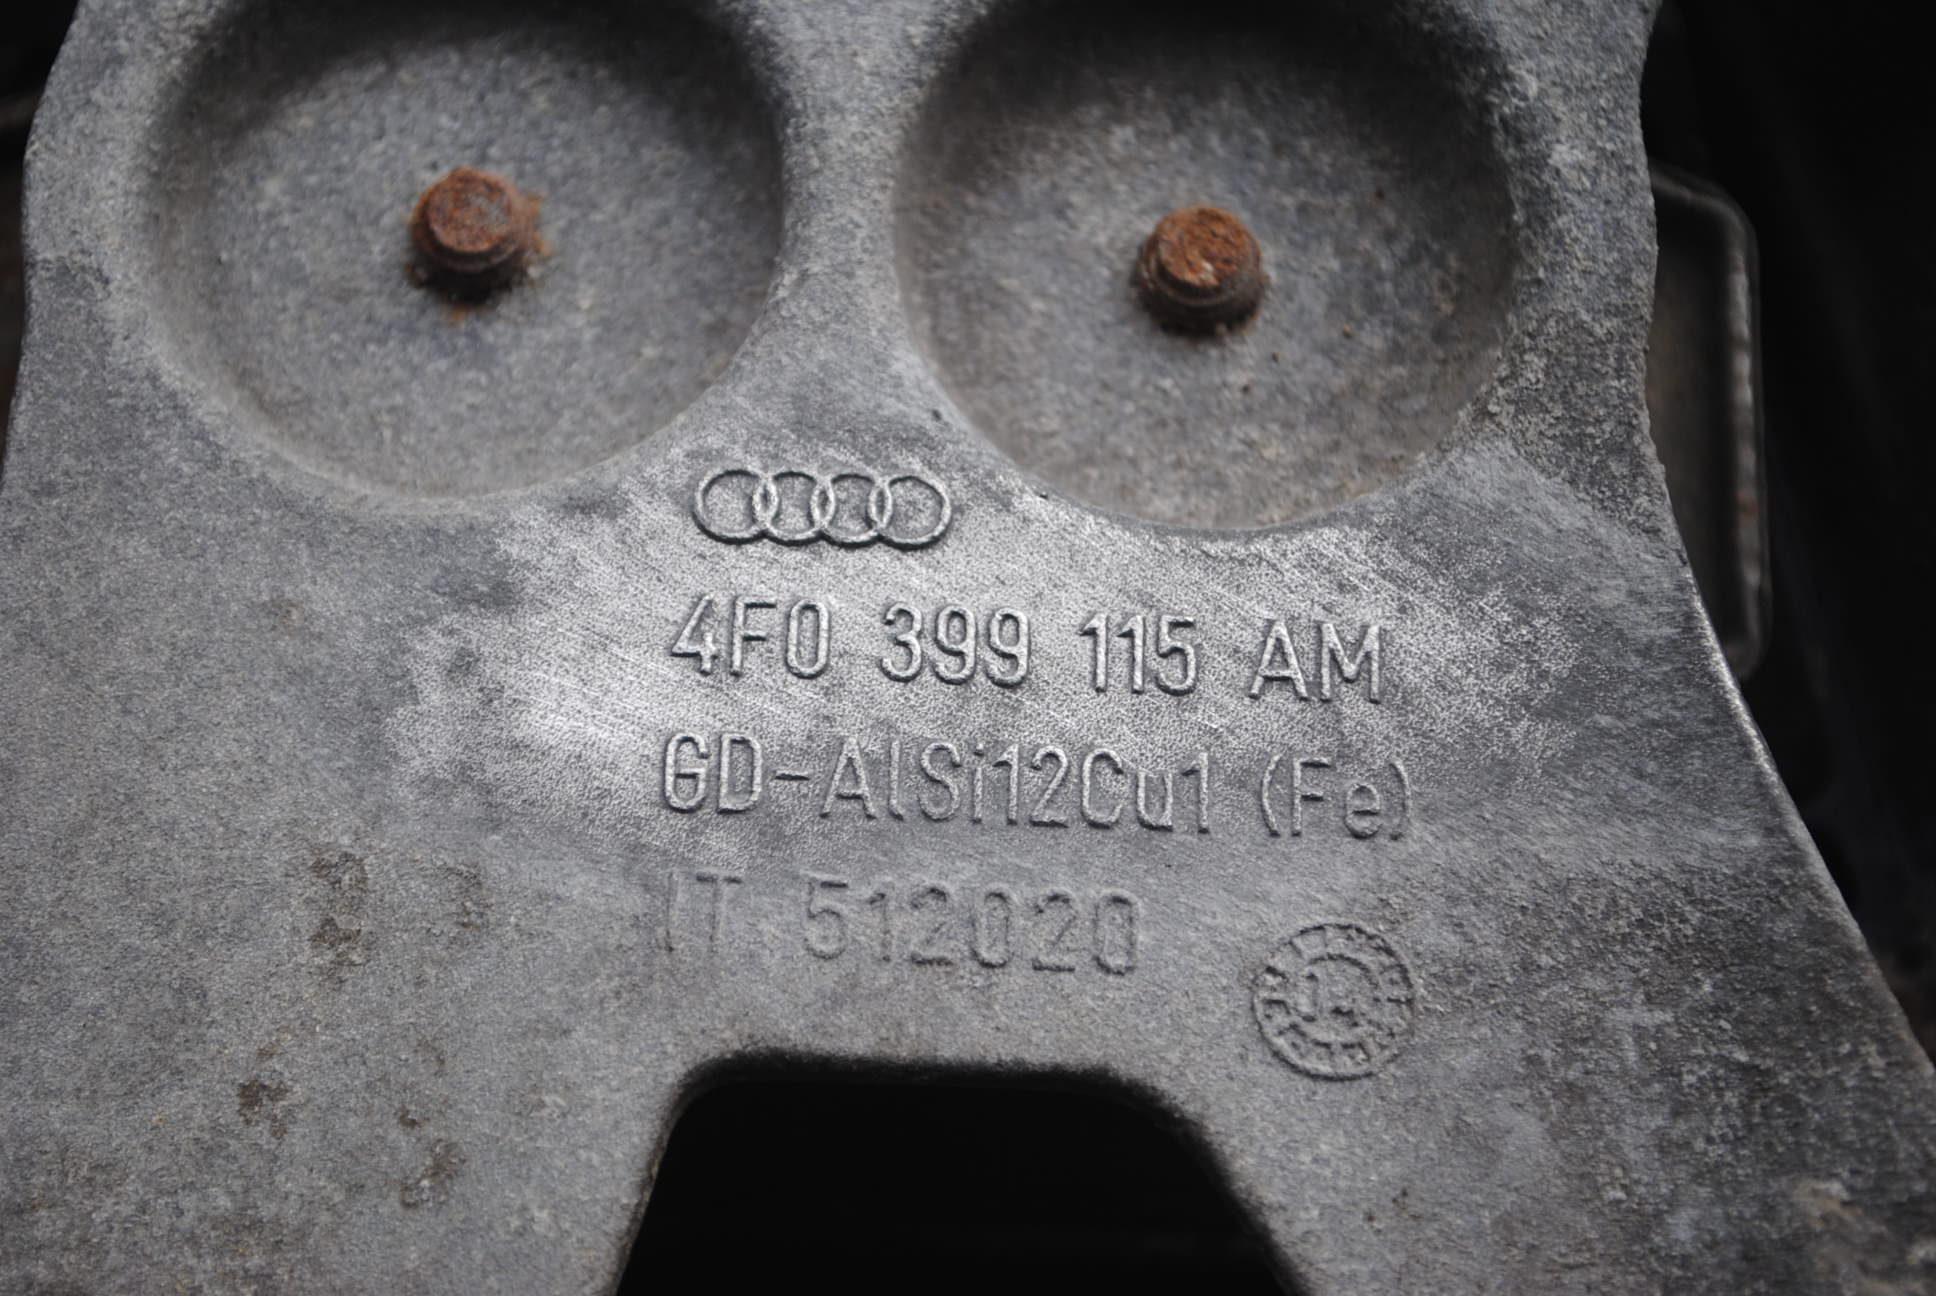 4F0 399 115 AM
GD-AlSi12Cu1 (Fe)
IT 512020